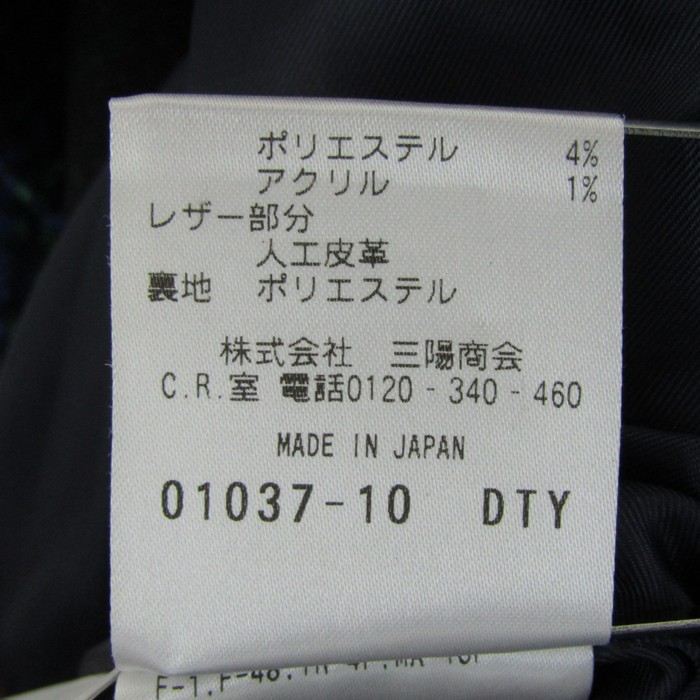 ポリエステル 4%
アクリル 1%
レザー部分
人工皮革
裏地 ポリエステル
株式会社 三陽商会
C.R.室 電話0120-340-460
MADE IN JAPAN
01037-10 DTY